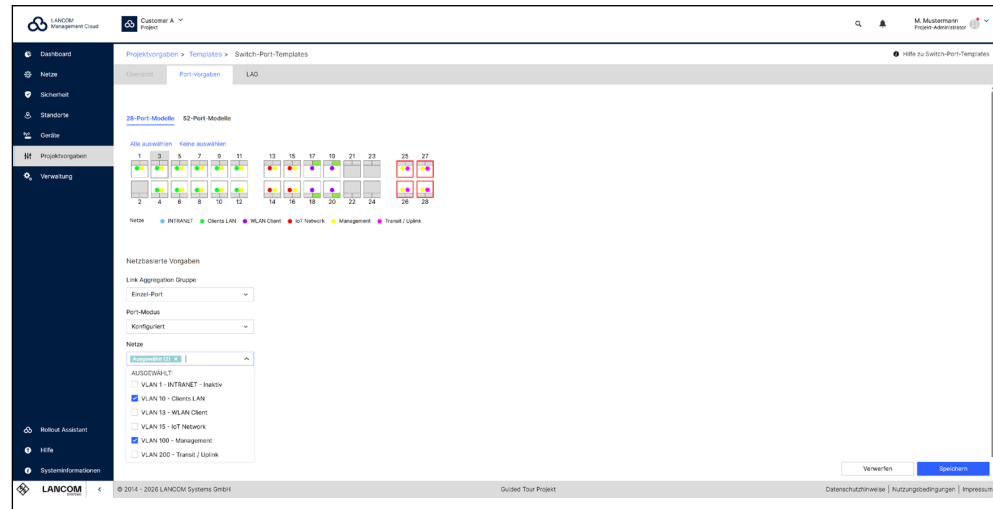 LANCOM
Management Cloud
Customer A
Projekt
M. Mustermann
Projekt-Administrator
Dashboard
Netze
Sicherheit
Standorte
Geräte
Projektvorgaben
Verwaltung
Rollout Assistant
Hilfe
Systeminformationen
LANCOM
SYSTEMS
Projektvorgaben > Templates > Switch-Port-Templates
Hilfe zu Switch-Port-Templates
Übersicht Port-Vorgaben LAG
28-Port-Modelle 52-Port-Modelle
Alle auswählen Keine auswählen
1 3 5 7 9 11 13 15 17 19 21 23 25 27
2 4 6 8 10 12 14 16 18 20 22 24 26 28
Netze INTRANET Clients LAN WLAN Client IoT Network Management Transit / Uplink
Netzbasierte Vorgaben
Link Aggregation Gruppe
Einzel-Port
Port-Modus
Konfiguriert
Netze
Ausgewählt (2) ×
AUSGEWÄHLT:
VLAN 1 - INTRANET - Inaktiv
VLAN 10 - Clients LAN
VLAN 13 - WLAN Client
VLAN 15 - IoT Network
VLAN 100 - Management
VLAN 200 - Transit / Uplink
Verwerfen Speichern
© 2014 - 2026 LANCOM Systems GmbH Guided Tour Projekt Datenschutzhinweise | Nutzungsbedingungen | Impressum